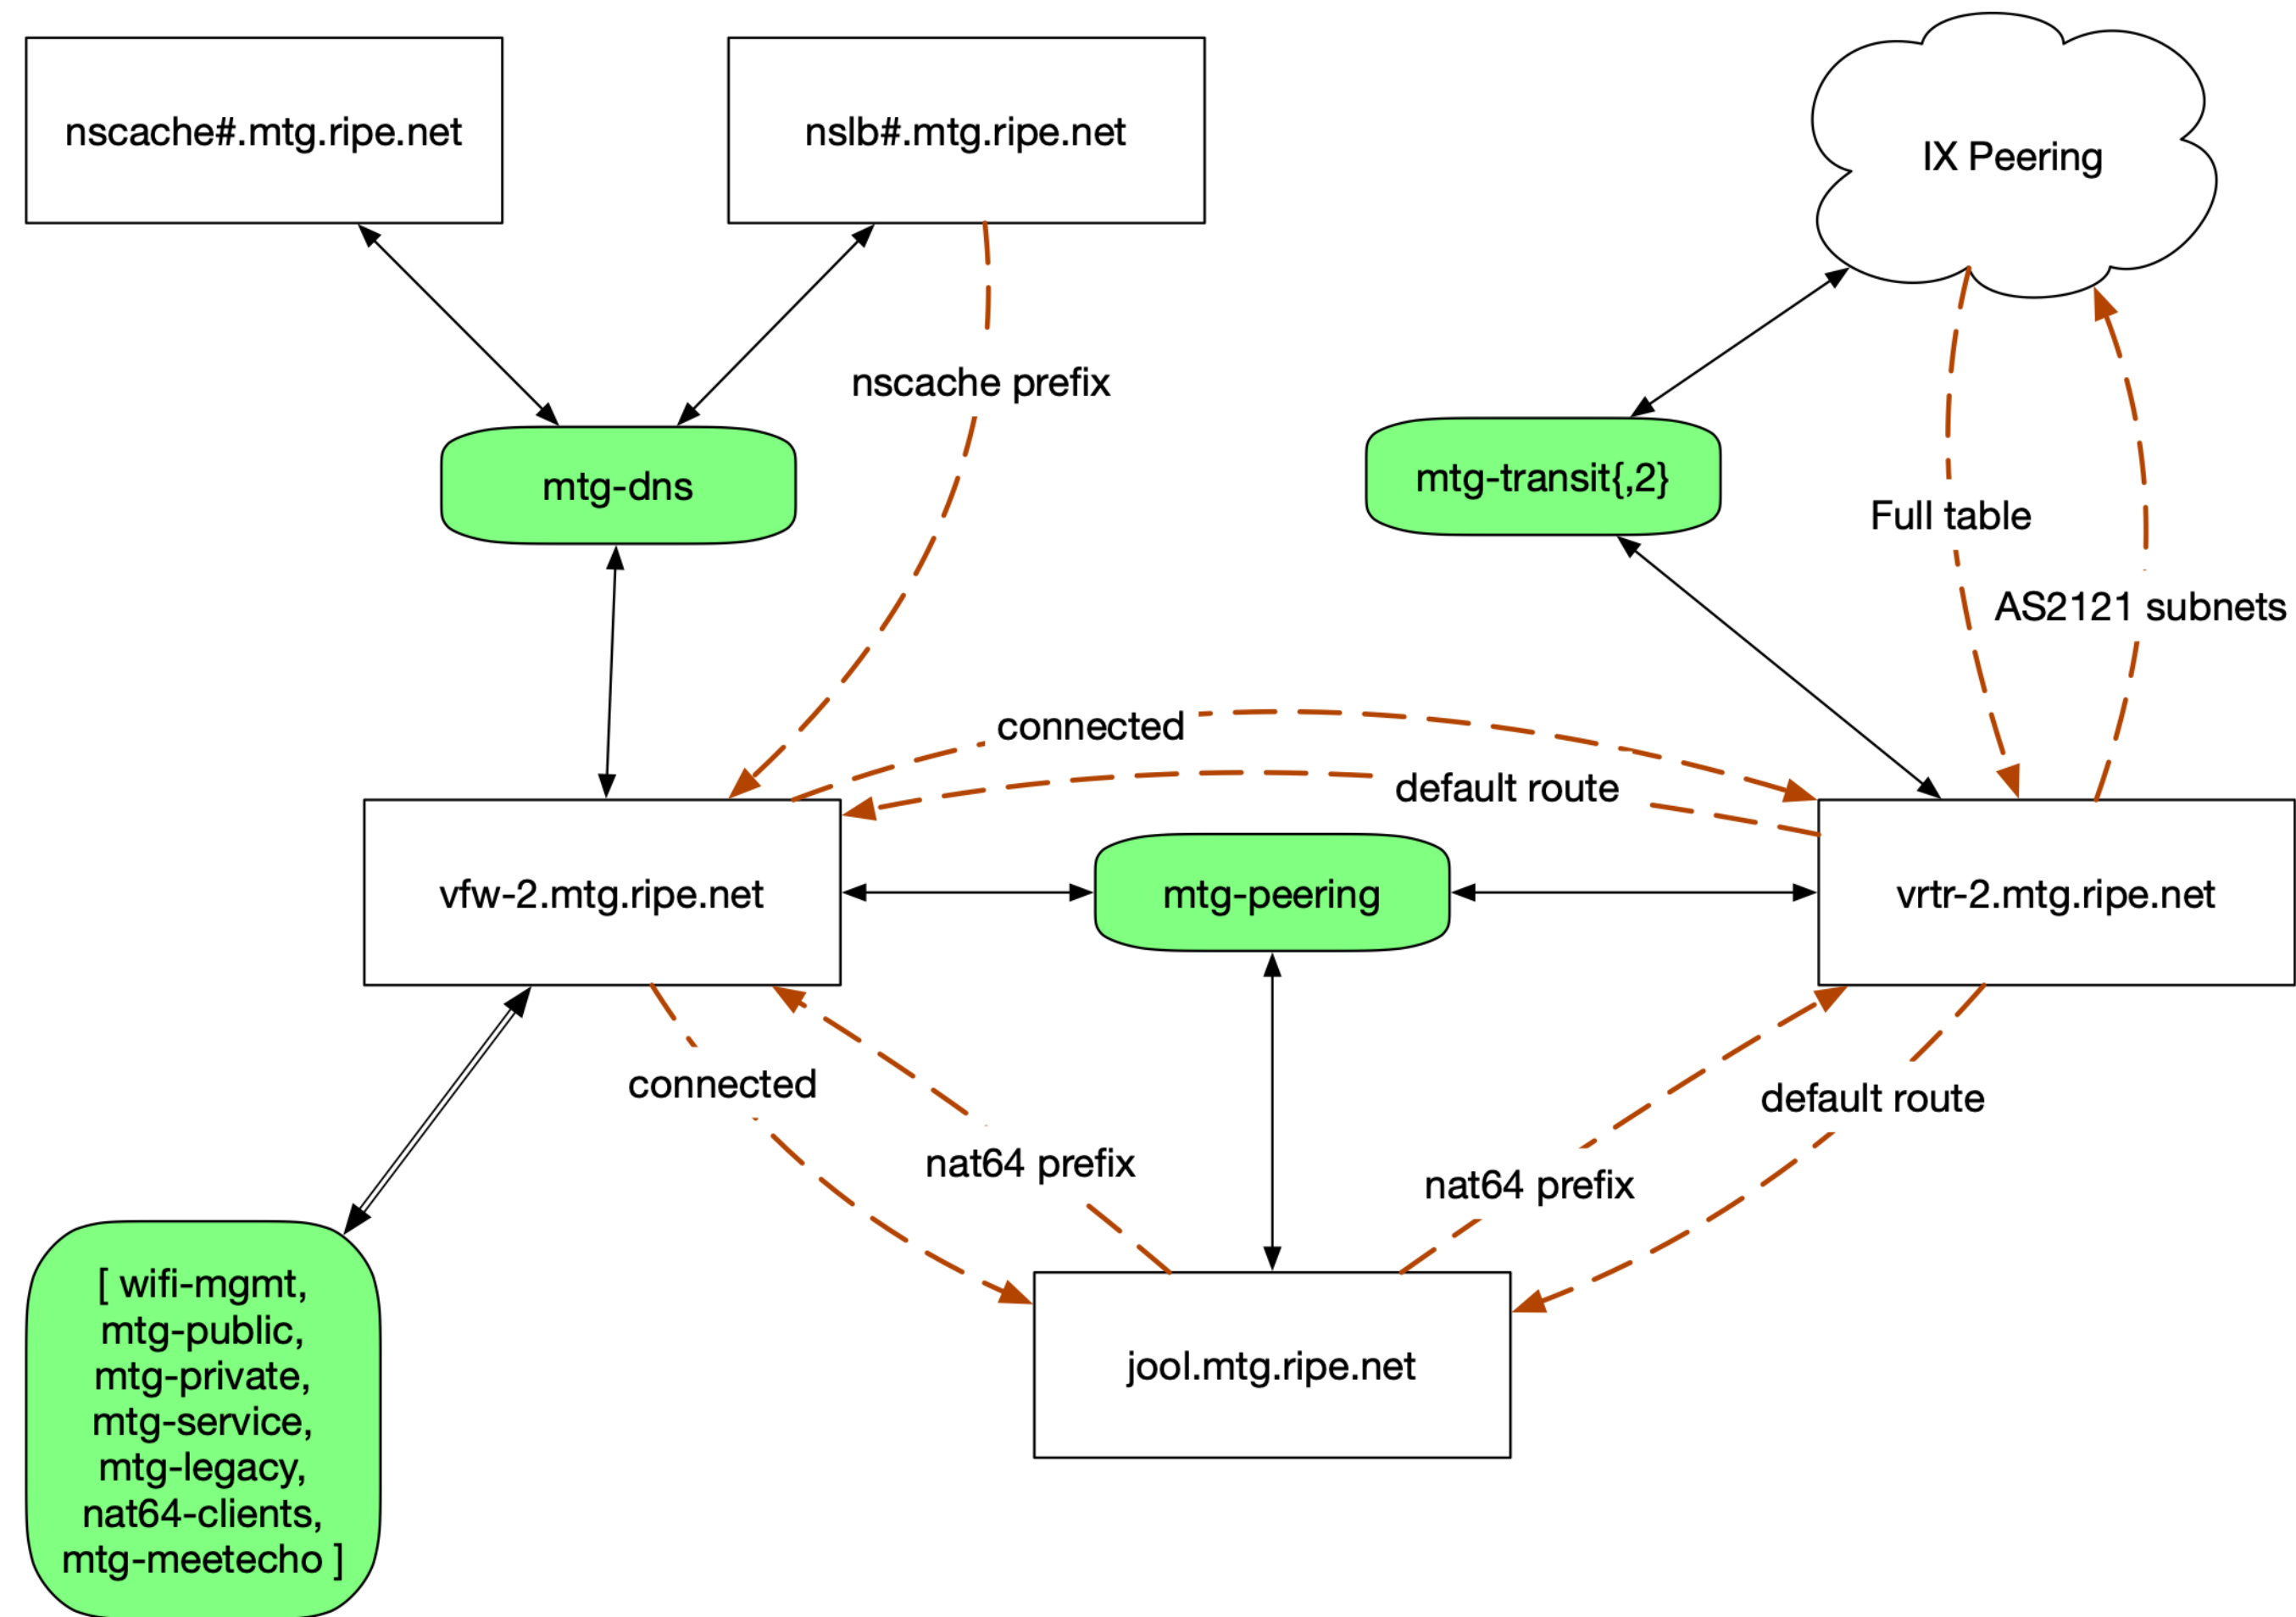 nscache#.mtg.ripe.net
nslb#.mtg.ripe.net
IX Peering
nscache prefix
mtg-dns
mtg-transit{,2}
Full table
AS2121 subnets
connected
default route
vfw-2.mtg.ripe.net
mtg-peering
vrtr-2.mtg.ripe.net
connected
default route
nat64 prefix
nat64 prefix
[ wifi-mgmt,
mtg-public,
mtg-private,
mtg-service,
mtg-legacy,
nat64-clients,
mtg-meetecho ]
jool.mtg.ripe.net